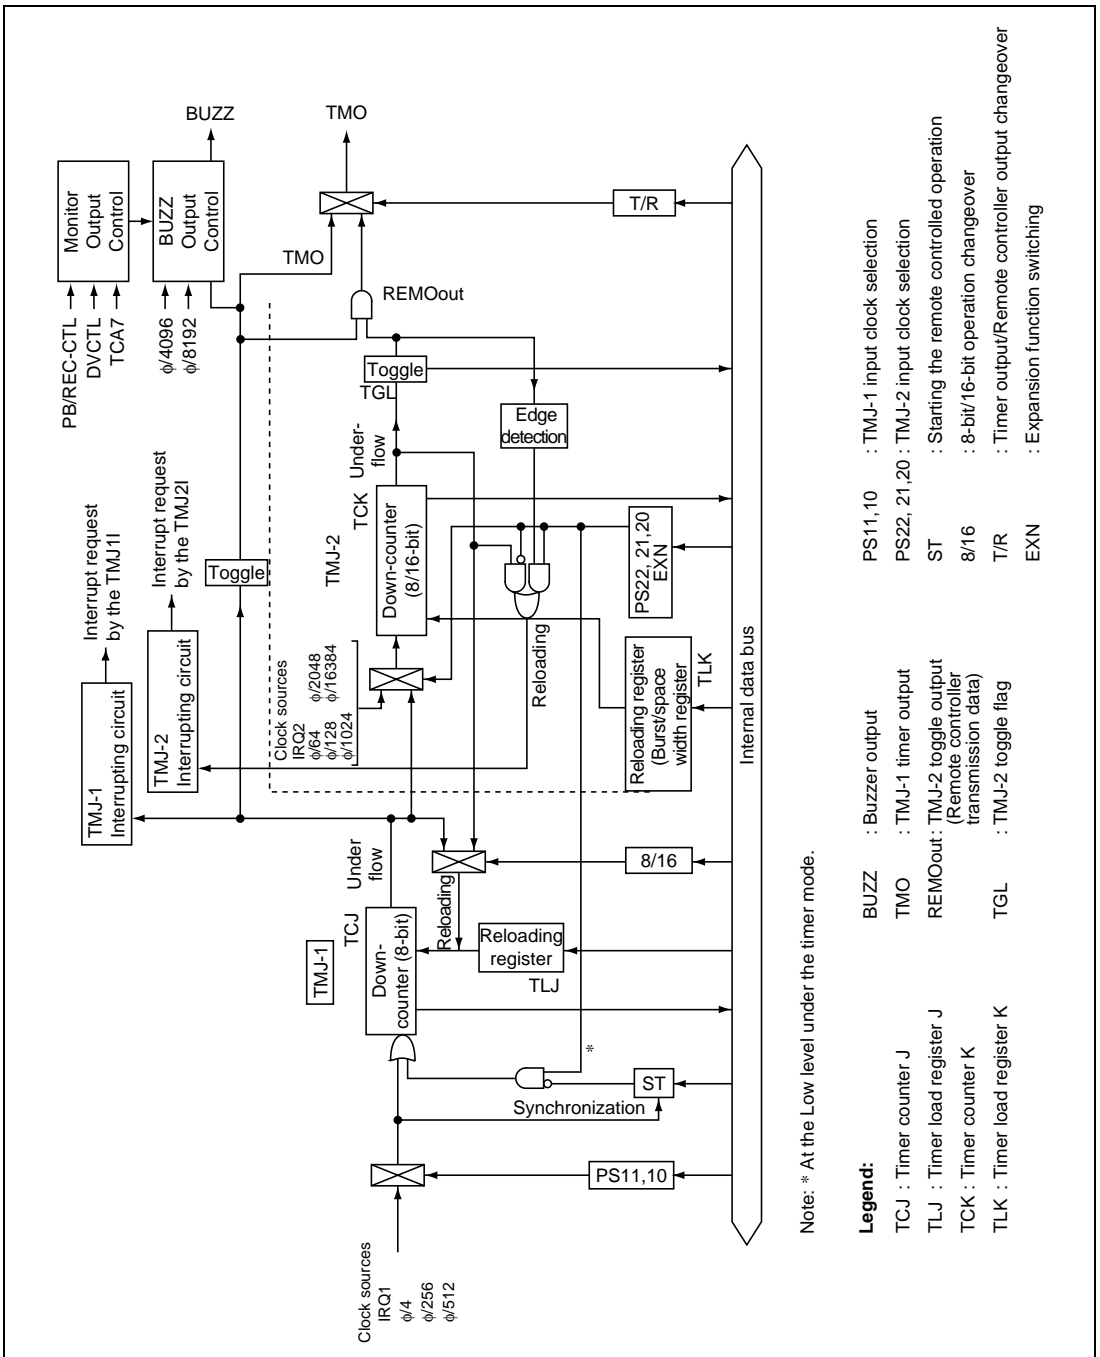 PB/REC-CTL
DVCTL
TCA7
Monitor
Output
Control
ϕ/4096
ϕ/8192
BUZZ
Output
Control
BUZZ
TMO
TMO
REMOout
T/R
Interrupt request
by the TMJ1I
Interrupt request
by the TMJ2I
TMJ-1
Interrupting circuit
TMJ-2
Interrupting circuit
Toggle
Toggle
TGL
Edge
detection
Under-
flow
TMJ-2
TCK
Down-counter
(8/16-bit)
Clock sources
IRQ2
ϕ/64
ϕ/128
ϕ/1024
ϕ/2048
ϕ/16384
Reloading
PS22, 21,20
EXN
Reloading register
(Burst/space
width register
TLK
Under
flow
TMJ-1
TCJ
Down-
counter (8-bit)
Reloading
8/16
Reloading
register
TLJ
*
ST
Synchronization
PS11,10
Clock sources
IRQ1
ϕ/4
ϕ/256
ϕ/512
Internal data bus
Note: * At the Low level under the timer mode.
Legend:
TCJ : Timer counter J
TLJ : Timer load register J
TCK : Timer counter K
TLK : Timer load register K
BUZZ : Buzzer output
TMO : TMJ-1 timer output
REMOout : TMJ-2 toggle output
(Remote controller
transmission data)
TGL : TMJ-2 toggle flag
PS11,10 : TMJ-1 input clock selection
PS22, 21,20 : TMJ-2 input clock selection
ST : Starting the remote controlled operation
8/16 : 8-bit/16-bit operation changeover
T/R : Timer output/Remote controller output changeover
EXN : Expansion function switching